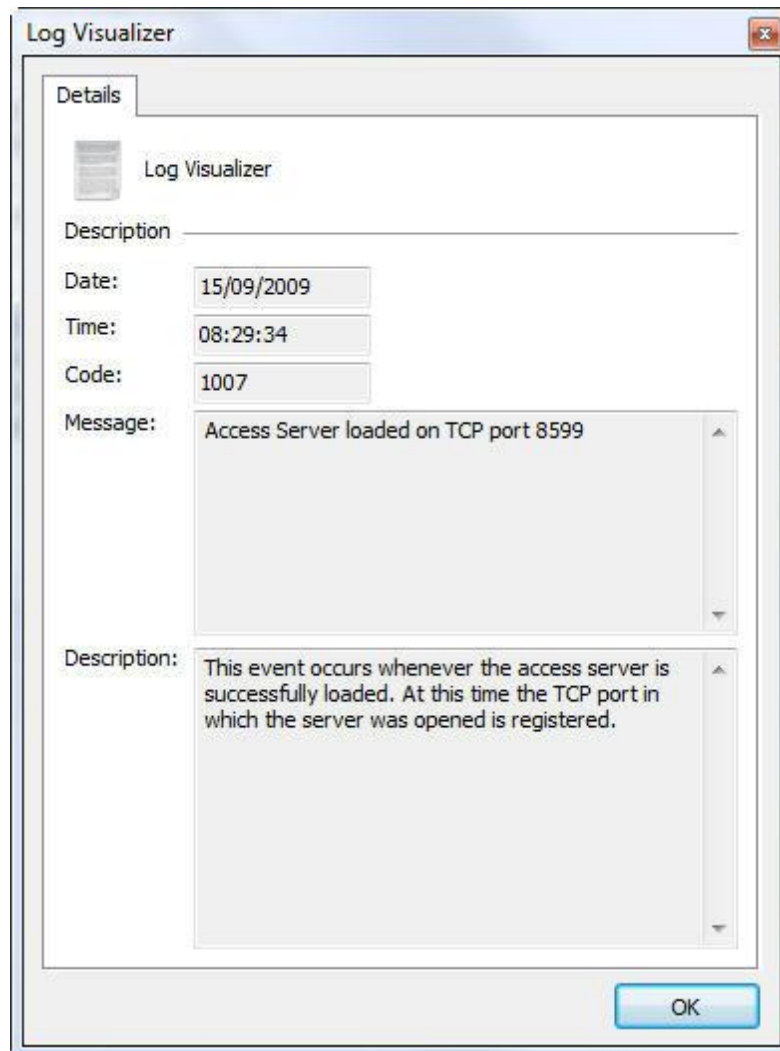 Log Visualizer
Details
Log Visualizer
Description
Date: 15/09/2009
Time: 08:29:34
Code: 1007
Message: Access Server loaded on TCP port 8599
Description: This event occurs whenever the access server is
successfully loaded. At this time the TCP port in
which the server was opened is registered.
OK